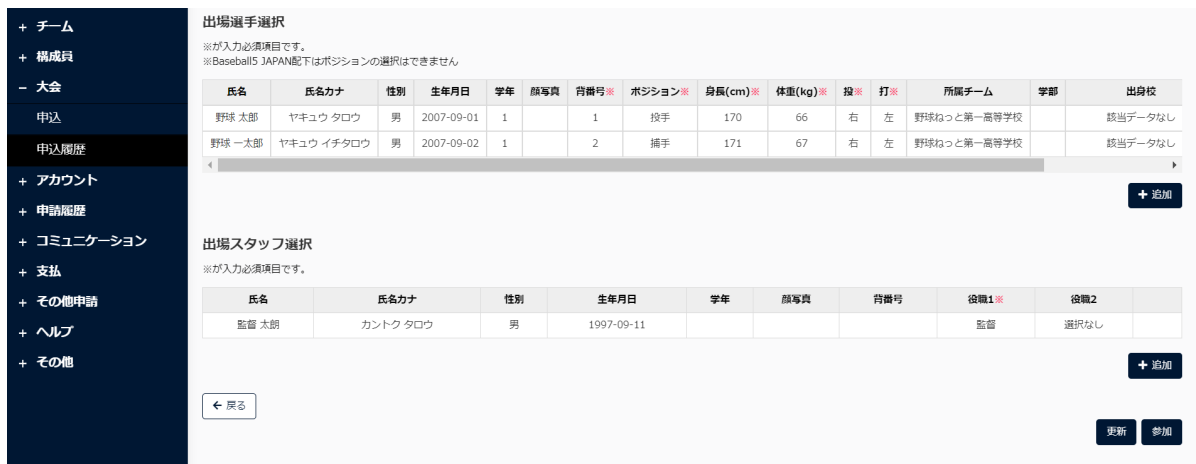 + チーム
+ 構成員
− 大会
申込
申込履歴
+ アカウント
+ 申請履歴
+ コミュニケーション
+ 支払
+ その他申請
+ ヘルプ
+ その他
出場選手選択
※が入力必須項目です。
※Baseball5 JAPAN配下はポジションの選択はできません
氏名 氏名カナ 性別 生年月日 学年 顔写真 背番号※ ポジション※ 身長(cm)※ 体重(kg)※ 投※ 打※ 所属チーム 学部 出身校
野球 太郎 ヤキュウ タロウ 男 2007-09-01 1 1 投手 170 66 右 左 野球ねっと第一高等学校 該当データなし
野球 一太郎 ヤキュウ イチタロウ 男 2007-09-02 1 2 捕手 171 67 右 左 野球ねっと第一高等学校 該当データなし
+ 追加
出場スタッフ選択
※が入力必須項目です。
氏名 氏名カナ 性別 生年月日 学年 顔写真 背番号 役職1※ 役職2
監督 太朗 カントク タロウ 男 1997-09-11 監督 選択なし
+ 追加
← 戻る
更新 参加